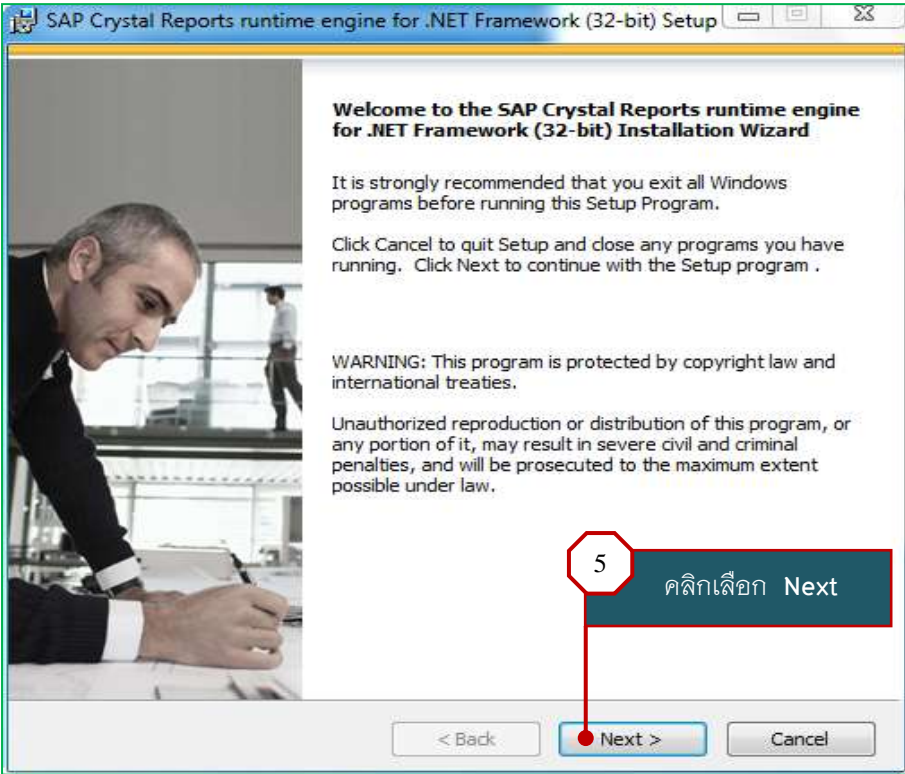 SAP Crystal Reports runtime engine for .NET Framework (32-bit) Setup
Welcome to the SAP Crystal Reports runtime engine
for .NET Framework (32-bit) Installation Wizard
It is strongly recommended that you exit all Windows
programs before running this Setup Program.
Click Cancel to quit Setup and close any programs you have
running. Click Next to continue with the Setup program .
WARNING: This program is protected by copyright law and
international treaties.
Unauthorized reproduction or distribution of this program, or
any portion of it, may result in severe civil and criminal
penalties, and will be prosecuted to the maximum extent
possible under law.
5
คลิกเลือก Next
< Back Next > Cancel